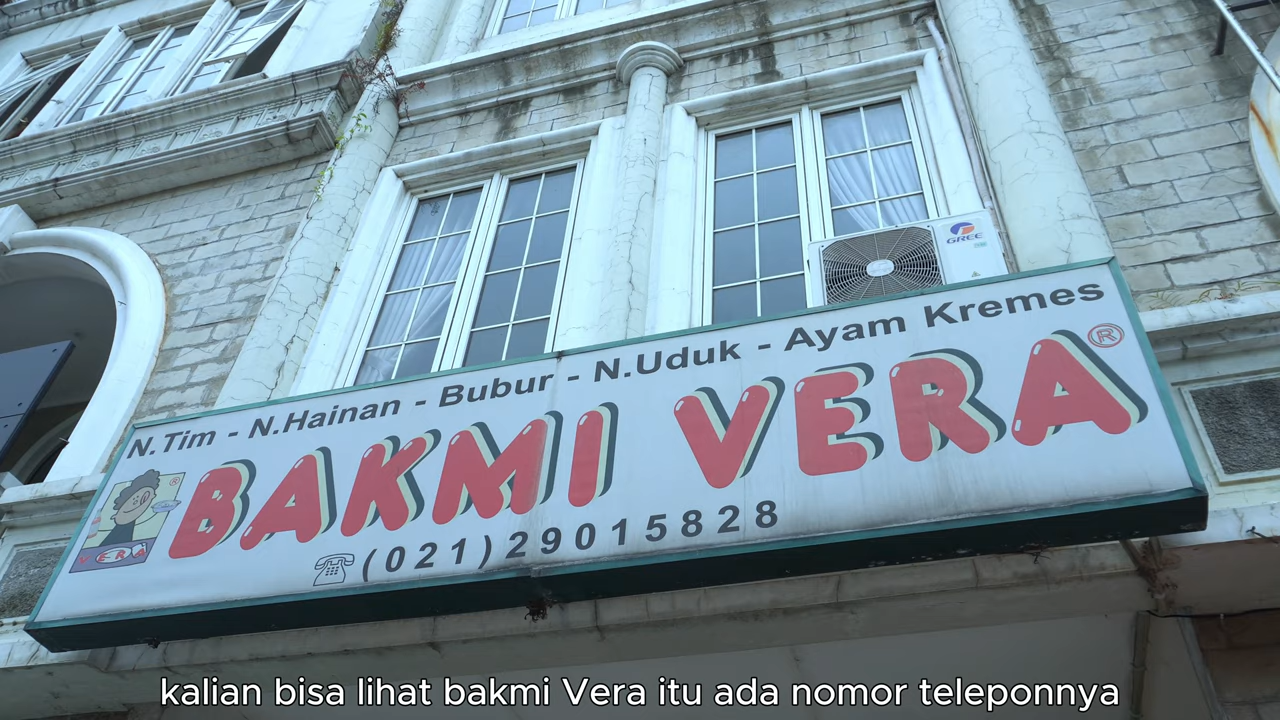 GREE
N.Tim - N.Hainan - Bubur - N.Uduk - Ayam Kremes
BAKMI VERA ®
® VERA
(021)29015828
kalian bisa lihat bakmi Vera itu ada nomor teleponnya